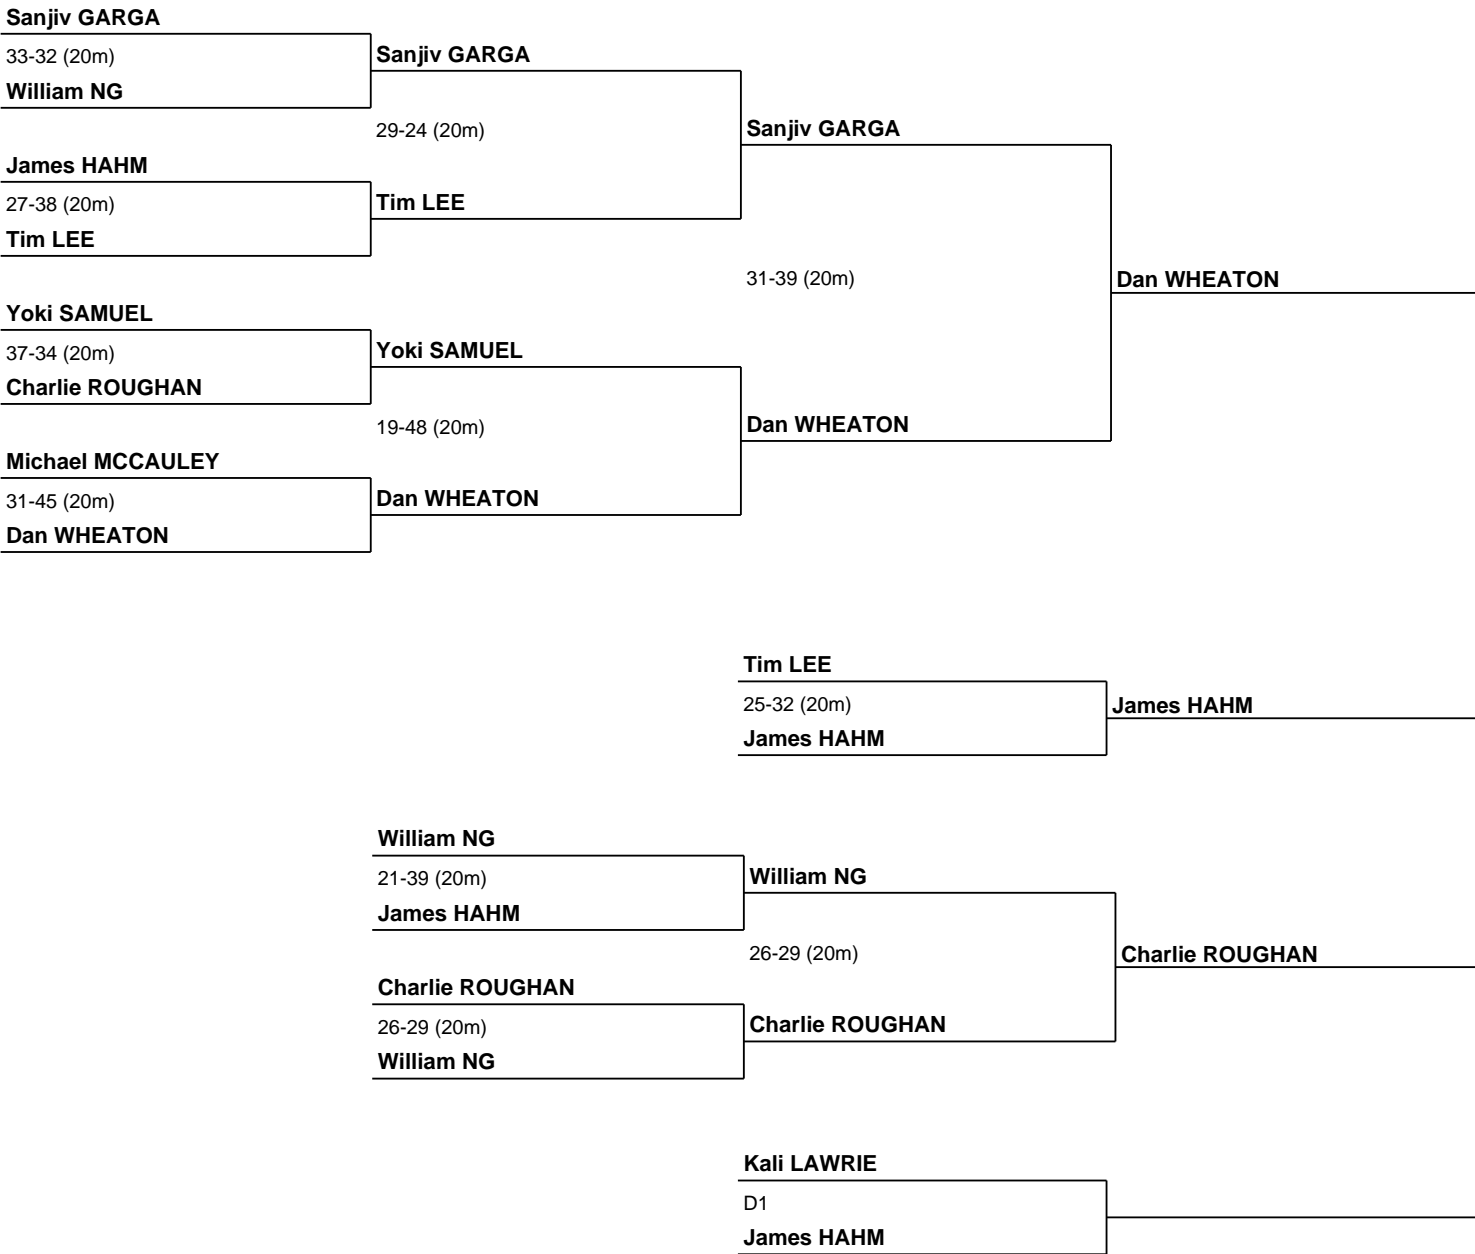 Sanjiv GARGA
33-32 (20m)
William NG
Sanjiv GARGA
29-24 (20m)
Sanjiv GARGA
James HAHM
27-38 (20m)
Tim LEE
Tim LEE
31-39 (20m)
Dan WHEATON
Yoki SAMUEL
37-34 (20m)
Charlie ROUGHAN
Yoki SAMUEL
19-48 (20m)
Dan WHEATON
Michael MCCAULEY
31-45 (20m)
Dan WHEATON
Dan WHEATON
Tim LEE
25-32 (20m)
James HAHM
James HAHM
William NG
21-39 (20m)
James HAHM
William NG
26-29 (20m)
Charlie ROUGHAN
Charlie ROUGHAN
26-29 (20m)
William NG
Charlie ROUGHAN
Kali LAWRIE
D1
James HAHM